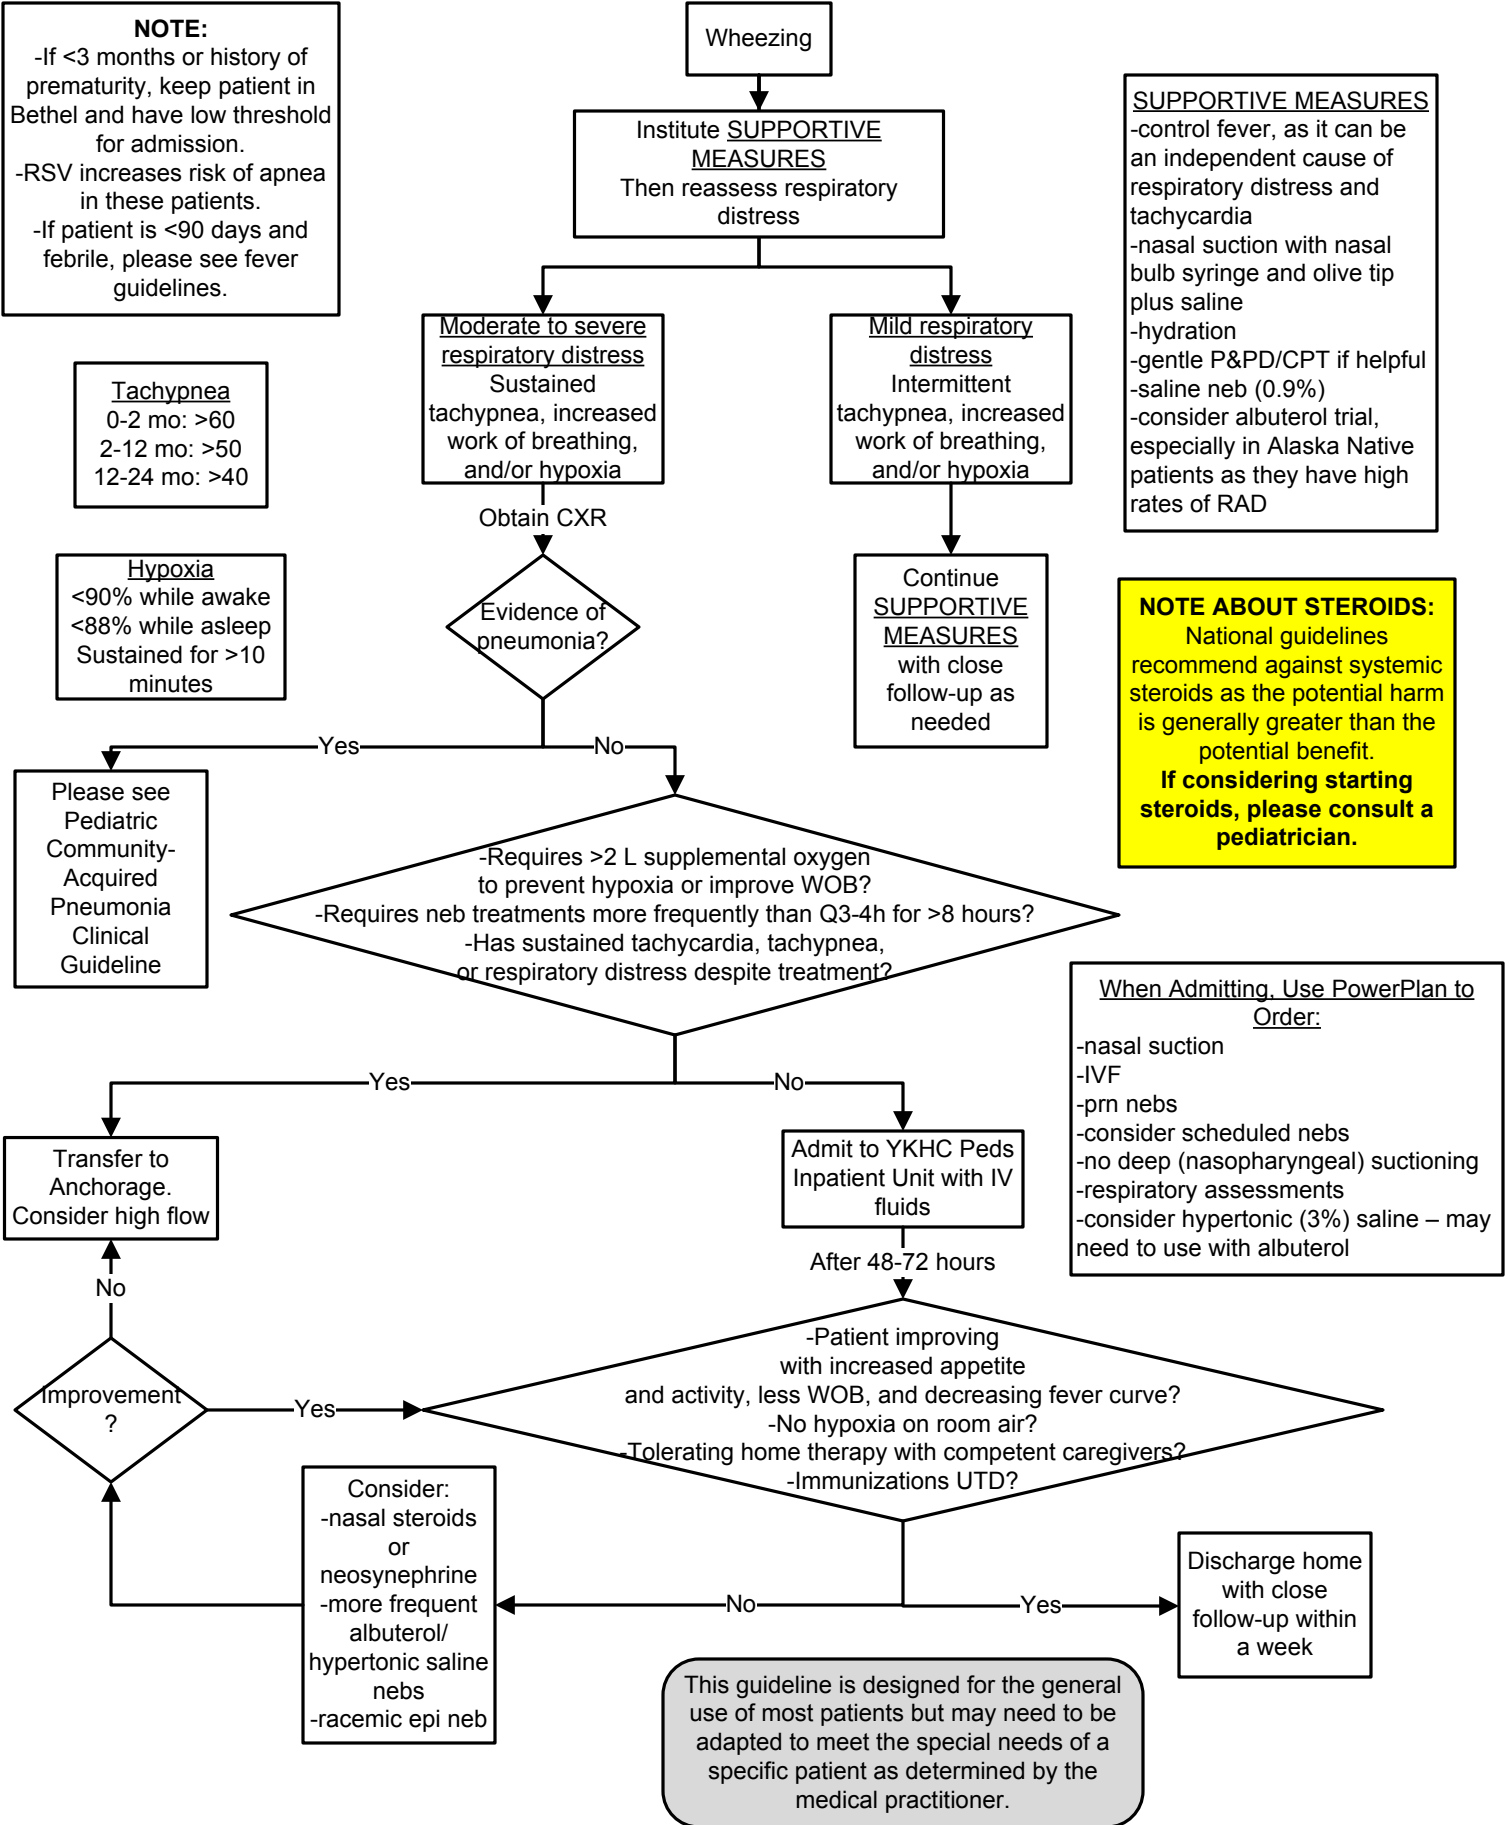 NOTE:
-If <3 months or history of
prematurity, keep patient in
Bethel and have low threshold
for admission.
-RSV increases risk of apnea
in these patients.
-If patient is <90 days and
febrile, please see fever
guidelines.
Wheezing
Institute SUPPORTIVE
MEASURES
Then reassess respiratory
distress
SUPPORTIVE MEASURES
-control fever, as it can be
an independent cause of
respiratory distress and
tachycardia
-nasal suction with nasal
bulb syringe and olive tip
plus saline
-hydration
-gentle P&PD/CPT if helpful
-saline neb (0.9%)
-consider albuterol trial,
especially in Alaska Native
patients as they have high
rates of RAD
Tachypnea
0-2 mo: >60
2-12 mo: >50
12-24 mo: >40
Moderate to severe
respiratory distress
Sustained
tachypnea, increased
work of breathing,
and/or hypoxia
Mild respiratory
distress
Intermittent
tachypnea, increased
work of breathing,
and/or hypoxia
Obtain CXR
Hypoxia
<90% while awake
<88% while asleep
Sustained for >10
minutes
Evidence of
pneumonia?
Continue
SUPPORTIVE
MEASURES
with close
follow-up as
needed
NOTE ABOUT STEROIDS:
National guidelines
recommend against systemic
steroids as the potential harm
is generally greater than the
potential benefit.
If considering starting
steroids, please consult a
pediatrician.
Yes
No
Please see
Pediatric
Community-
Acquired
Pneumonia
Clinical
Guideline
-Requires >2 L supplemental oxygen
to prevent hypoxia or improve WOB?
-Requires neb treatments more frequently than Q3-4h for >8 hours?
-Has sustained tachycardia, tachypnea,
or respiratory distress despite treatment?
When Admitting, Use PowerPlan to
Order:
-nasal suction
-IVF
-prn nebs
-consider scheduled nebs
-no deep (nasopharyngeal) suctioning
-respiratory assessments
-consider hypertonic (3%) saline – may
need to use with albuterol
Yes
No
Transfer to
Anchorage.
Consider high flow
Admit to YKHC Peds
Inpatient Unit with IV
fluids
After 48-72 hours
No
Improvement
?
Yes
-Patient improving
with increased appetite
and activity, less WOB, and decreasing fever curve?
-No hypoxia on room air?
-Tolerating home therapy with competent caregivers?
-Immunizations UTD?
Consider:
-nasal steroids
or
neosynephrine
-more frequent
albuterol/
hypertonic saline
nebs
-racemic epi neb
No
Yes
Discharge home
with close
follow-up within
a week
This guideline is designed for the general
use of most patients but may need to be
adapted to meet the special needs of a
specific patient as determined by the
medical practitioner.